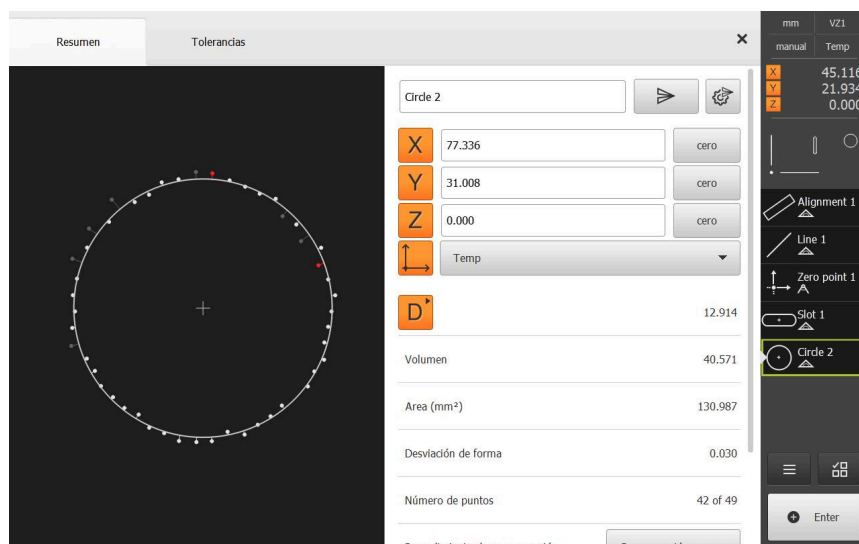 Resumen
Tolerancias
mm
VZ1
manual
Temp
X 45.116
Y 21.934
Z 0.000
Circle 2
X 77.336 cero
Y 31.008 cero
Z 0.000 cero
Temp
D 12.914
Volumen 40.571
Area (mm²) 130.987
Desviación de forma 0.030
Número de puntos 42 of 49
Alignment 1
Line 1
Zero point 1
Slot 1
Circle 2
Enter